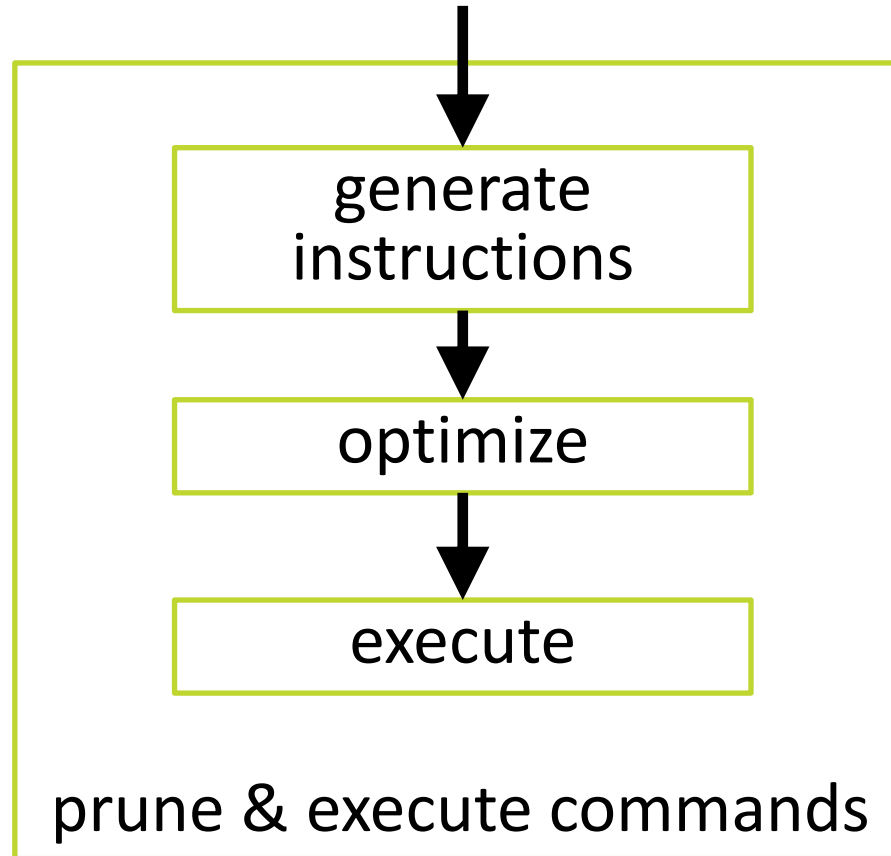 generate
instructions
optimize
execute
prune & execute commands